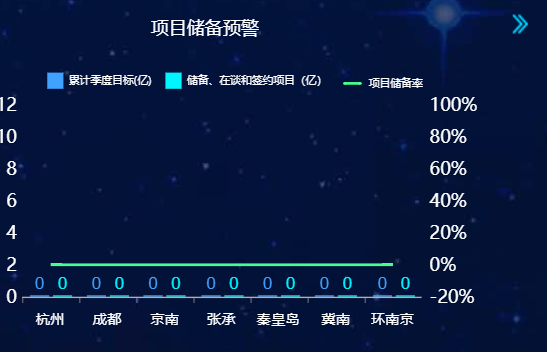 项目储备预警
累计季度目标(亿) 储备、在谈和签约项目（亿） 项目储备率
12 100%
10 80%
8 60%
6 40%
4 20%
2 0%
0 0 0 0 0 0 0 0 0 0 0 0 0 0
0 -20%
杭州 成都 京南 张承 秦皇岛 冀南 环南京